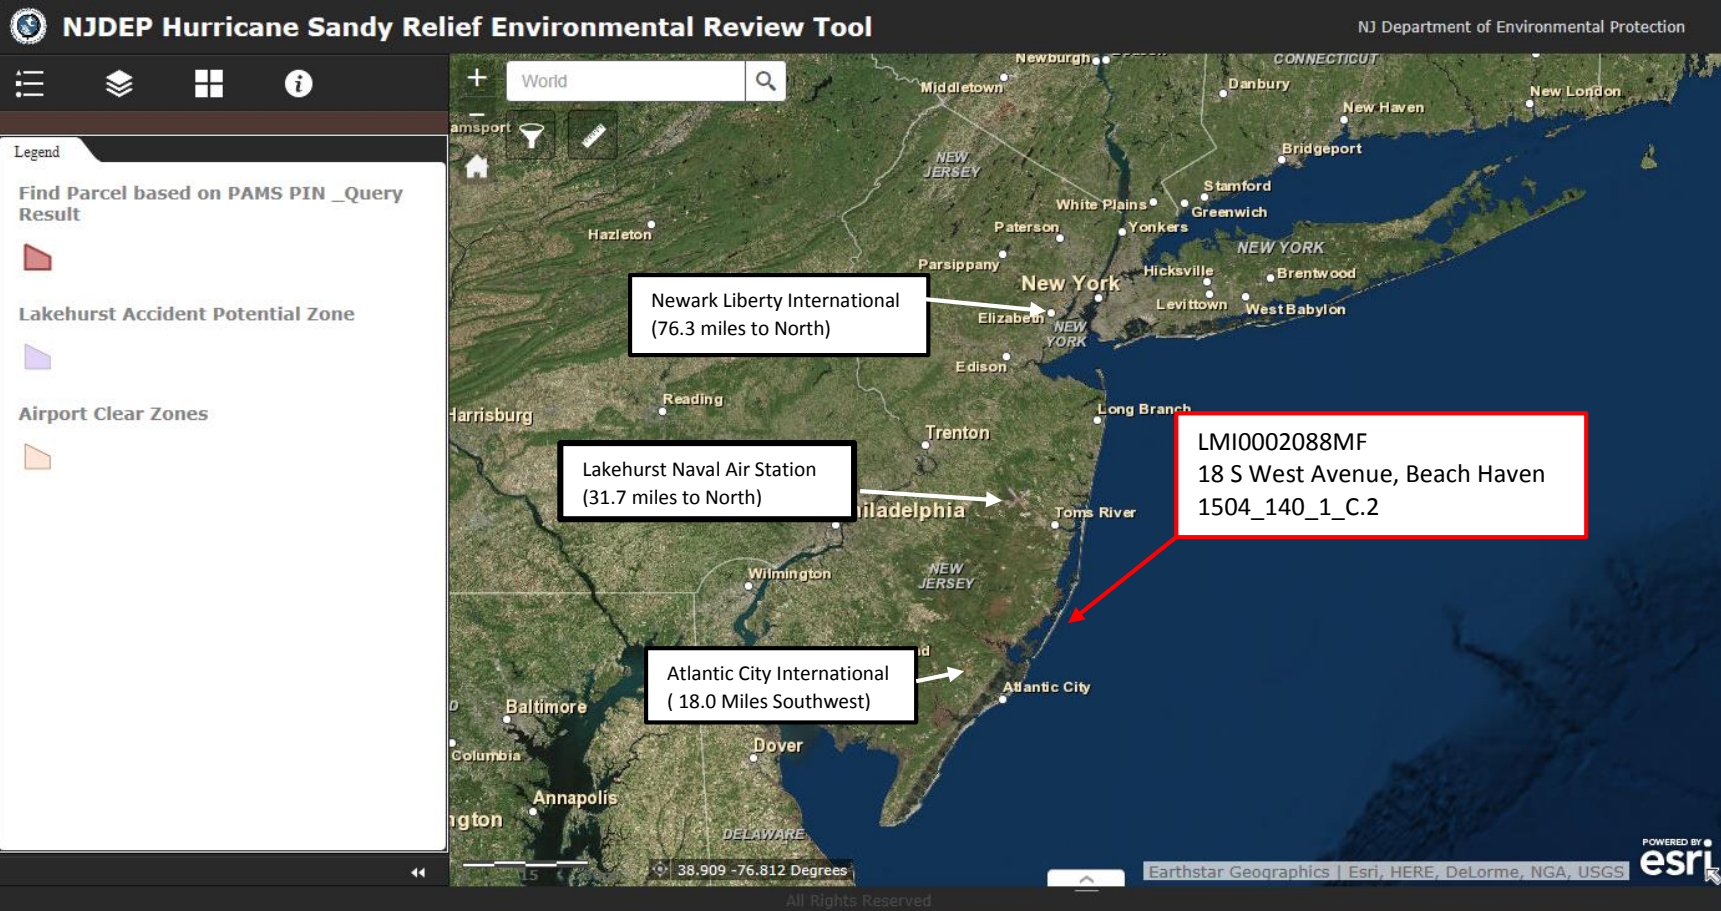 NJDEP Hurricane Sandy Relief Environmental Review Tool
NJ Department of Environmental Protection
Legend
Find Parcel based on PAMS PIN _Query
Result
Lakehurst Accident Potential Zone
Airport Clear Zones
World
Newburgh
CONNECTICUT
Middletown
Danbury
New London
New Haven
amsport
Bridgeport
NEW
JERSEY
Stamford
White Plains
Greenwich
Hazleton
Paterson
Yonkers
NEW YORK
Parsippany
Hicksville
Brentwood
New York
Levittown
West Babylon
Newark Liberty International
(76.3 miles to North)
Elizabeth
NEW
YORK
Edison
Reading
Harrisburg
Long Branch
Trenton
LMI0002088MF
18 S West Avenue, Beach Haven
1504_140_1_C.2
Lakehurst Naval Air Station
(31.7 miles to North)
iladelphia
Toms River
Wilmington
NEW
JERSEY
nd
Atlantic City International
( 18.0 Miles Southwest)
Atlantic City
D
Baltimore
Columbia
Dover
Annapolis
ngton
DELAWARE
15
38.909 -76.812 Degrees
Earthstar Geographics | Esri, HERE, DeLorme, NGA, USGS
POWERED BY
esri
All Rights Reserved